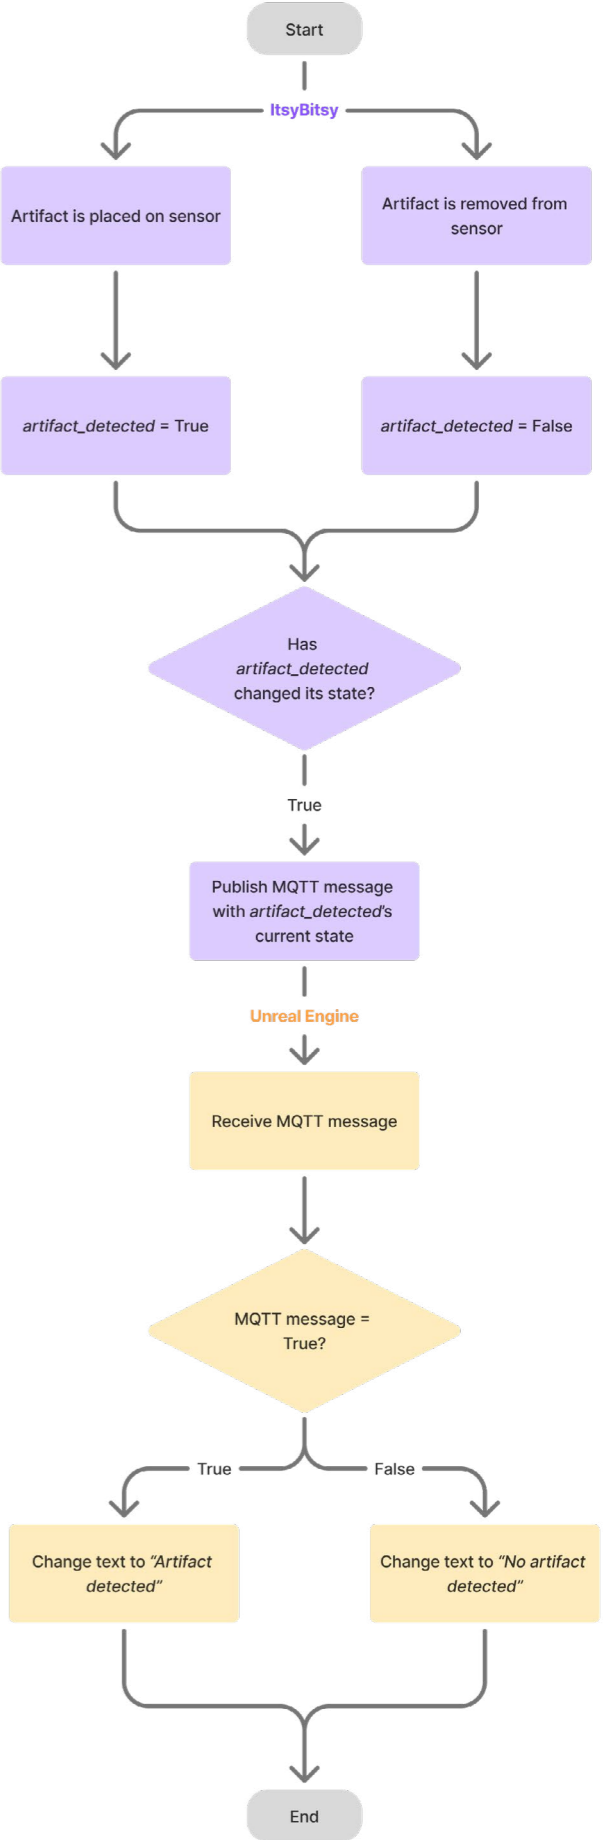 Start
ItsyBitsy
Artifact is placed on sensor
Artifact is removed from
sensor
artifact_detected = True
artifact_detected = False
Has
artifact_detected
changed its state?
True
Publish MQTT message
with artifact_detected's
current state
Unreal Engine
Receive MQTT message
MQTT message =
True?
True
False
Change text to “Artifact
detected”
Change text to “No artifact
detected”
End